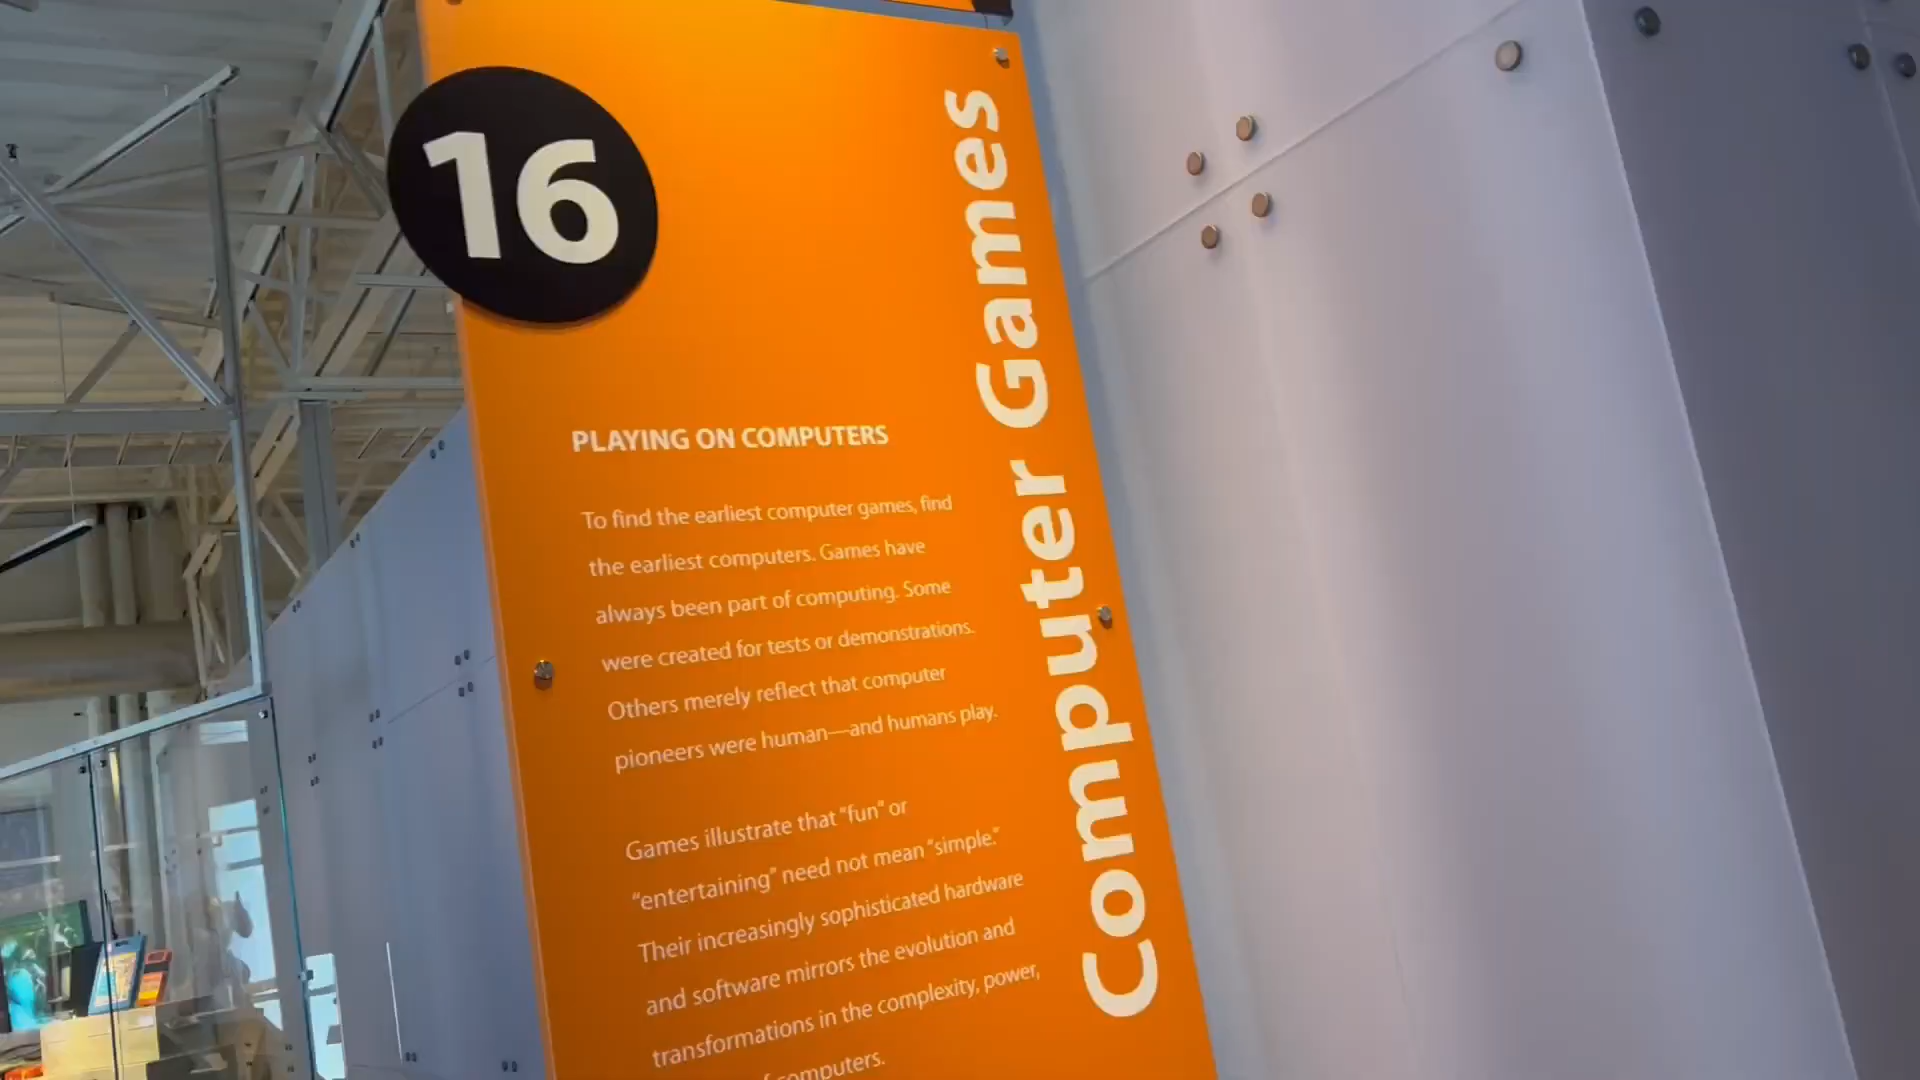 16
Computer Games
PLAYING ON COMPUTERS
To find the earliest computer games, find
the earliest computers. Games have
always been part of computing. Some
were created for tests or demonstrations.
Others merely reflect that computer
pioneers were human—and humans play.
Games illustrate that "fun" or
"entertaining" need not mean "simple."
Their increasingly sophisticated hardware
and software mirrors the evolution and
transformations in the complexity, power,
computers.